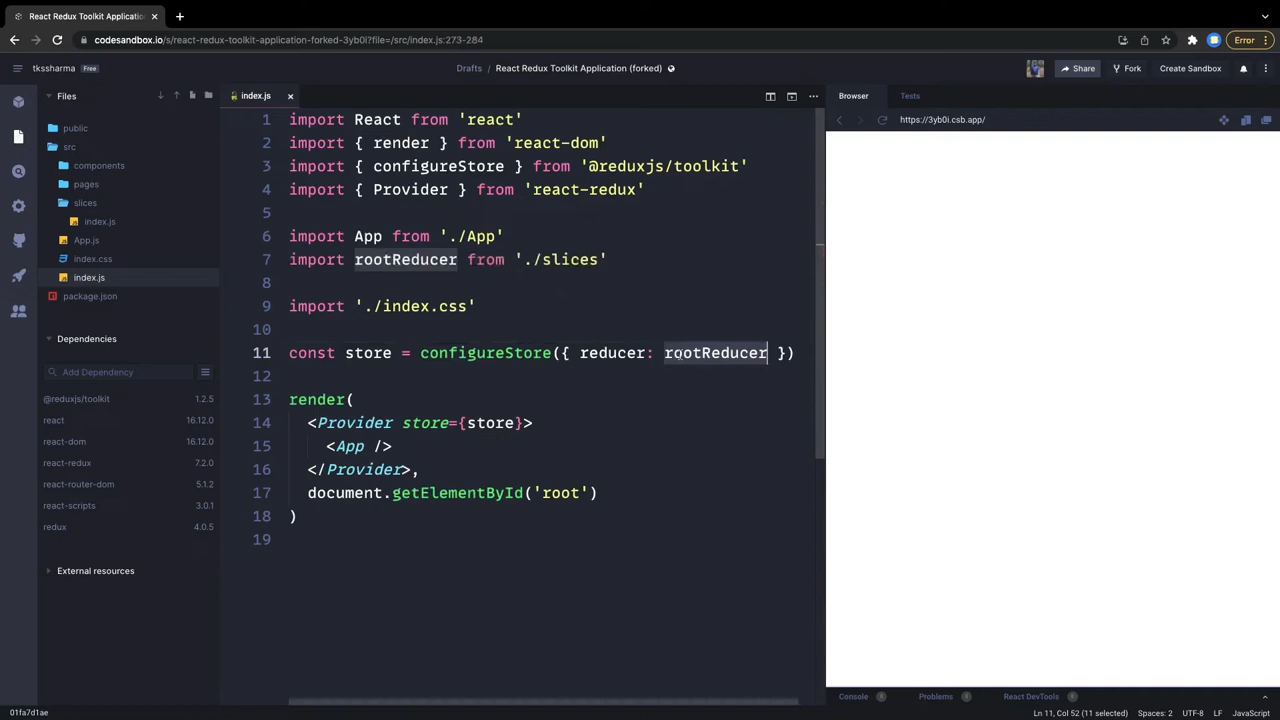 React Redux Toolkit Applicatio
codesandbox.io/s/react-redux-toolkit-application-forked-3yb0i?file=/src/index.js:273-284
Error
tkssharma Free
Drafts > React Redux Toolkit Application (forked)
Share
Fork
Create Sandbox
Files
index.js
public
src
components
pages
slices
index.js
App.js
index.css
index.js
package.json
Dependencies
Add Dependency
@reduxjs/toolkit 1.2.5
react 16.12.0
react-dom 16.12.0
react-redux 7.2.0
react-router-dom 5.1.2
react-scripts 3.0.1
redux 4.0.5
External resources
1 import React from 'react'
2 import { render } from 'react-dom'
3 import { configureStore } from '@reduxjs/toolkit'
4 import { Provider } from 'react-redux'
5
6 import App from './App'
7 import rootReducer from './slices'
8
9 import './index.css'
10
11 const store = configureStore({ reducer: rootReducer })
12
13 render(
14 <Provider store={store}>
15 <App />
16 </Provider>,
17 document.getElementById('root')
18 )
19
Browser
Tests
https://3yb0i.csb.app/
Console 0
Problems 0
React DevTools 0
01fa7d1ae
Ln 11, Col 52 (11 selected)
Spaces: 2
UTF-8
LF
JavaScript